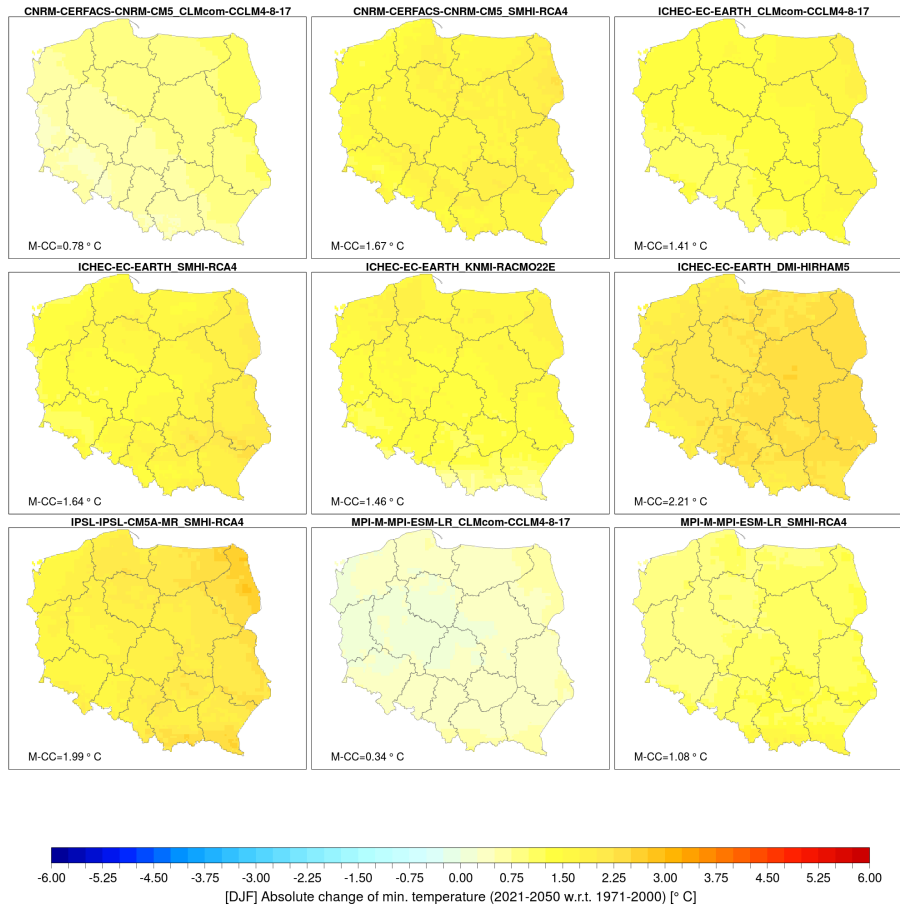 CNRM-CERFACS-CNRM-CM5_CLMcom-CCLM4-8-17
CNRM-CERFACS-CNRM-CM5_SMHI-RCA4
ICHEC-EC-EARTH_CLMcom-CCLM4-8-17
M-CC=0.78 ° C
M-CC=1.67 ° C
M-CC=1.41 ° C
ICHEC-EC-EARTH_SMHI-RCA4
ICHEC-EC-EARTH_KNMI-RACMO22E
ICHEC-EC-EARTH_DMI-HIRHAM5
M-CC=1.64 ° C
M-CC=1.46 ° C
M-CC=2.21 ° C
IPSL-IPSL-CM5A-MR_SMHI-RCA4
MPI-M-MPI-ESM-LR_CLMcom-CCLM4-8-17
MPI-M-MPI-ESM-LR_SMHI-RCA4
M-CC=1.99 ° C
M-CC=0.34 ° C
M-CC=1.08 ° C
-6.00 -5.25 -4.50 -3.75 -3.00 -2.25 -1.50 -0.75 0.00 0.75 1.50 2.25 3.00 3.75 4.50 5.25 6.00
[DJF] Absolute change of min. temperature (2021-2050 w.r.t. 1971-2000) [° C]